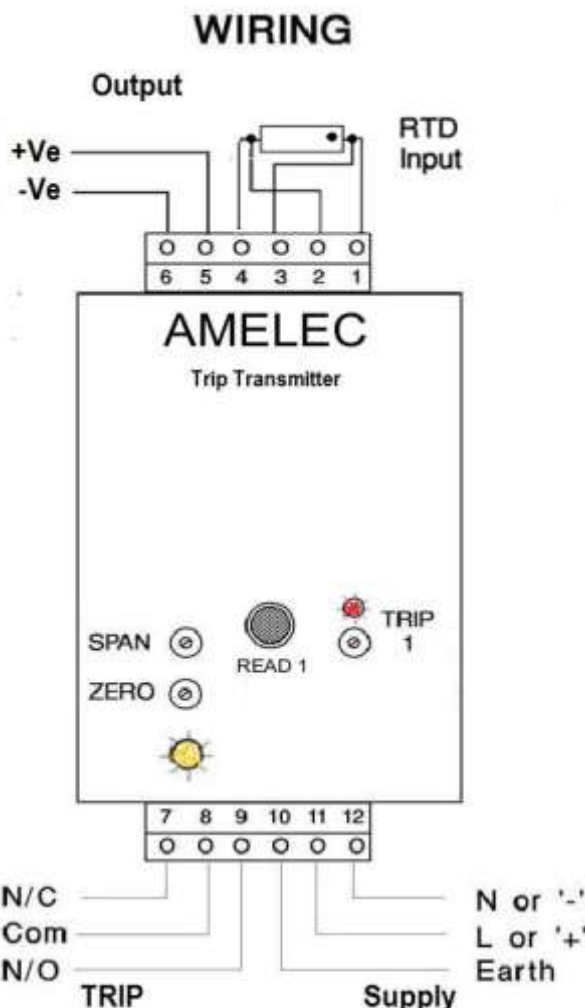 WIRING
Output
RTD
Input
+Ve
-Ve
6 5 4 3 2 1
AMELEC
Trip Transmitter
TRIP
1
SPAN
READ 1
ZERO
7 8 9 10 11 12
N/C
Com
N/O
N or '-'
L or '+'
Earth
TRIP
Supply